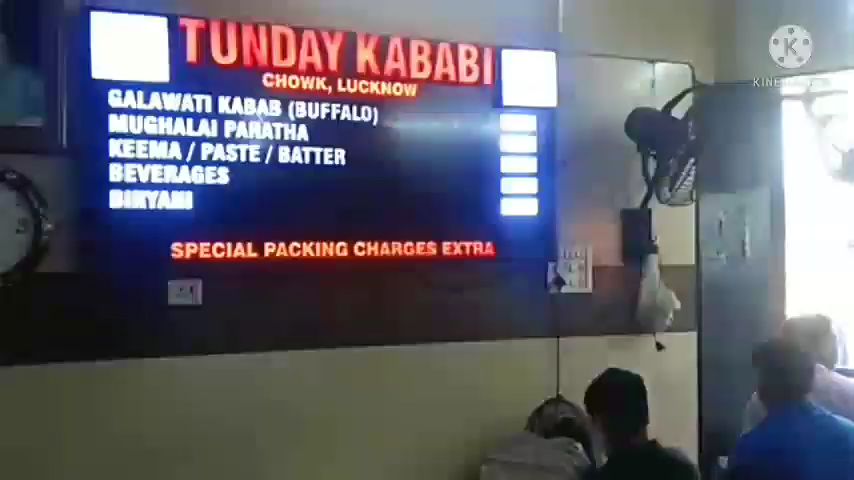 TUNDAY KABABI
CHOWK, LUCKNOW
GALAWATI KABAB (BUFFALO)
MUGHALAI PARATHA
KEEMA / PASTE / BATTER
BEVERAGES
BIRYANI
SPECIAL PACKING CHARGES EXTRA
K